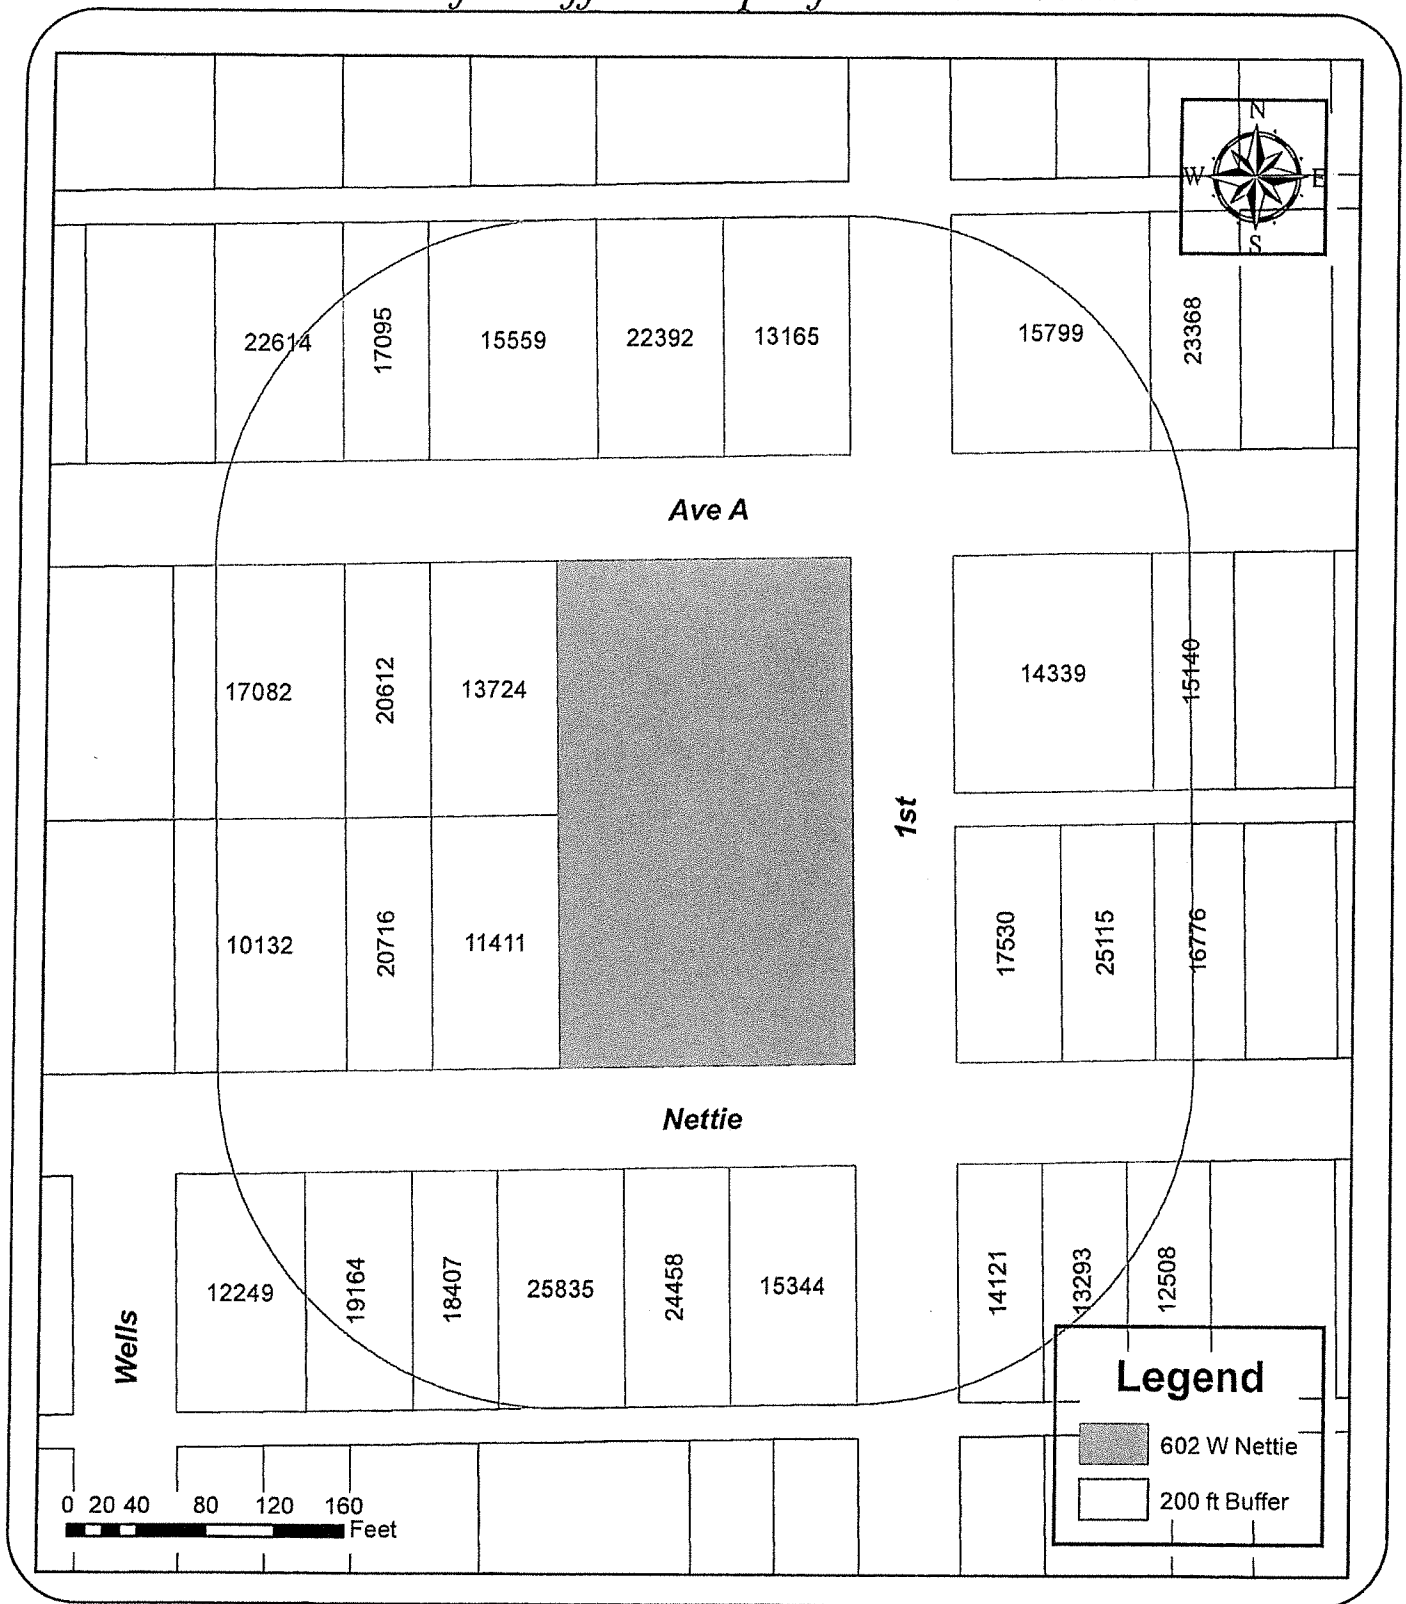 N
W E
S
22614 17095 15559 22392 13165 15799 23368
Ave A
17082 20612 13724 14339 15140
1st
10132 20716 11411 17530 25115 16776
Nettie
12249 19164 18407 25835 24458 15344 14121 13293 12508
Wells
Legend
602 W Nettie
200 ft Buffer
0 20 40 80 120 160
Feet